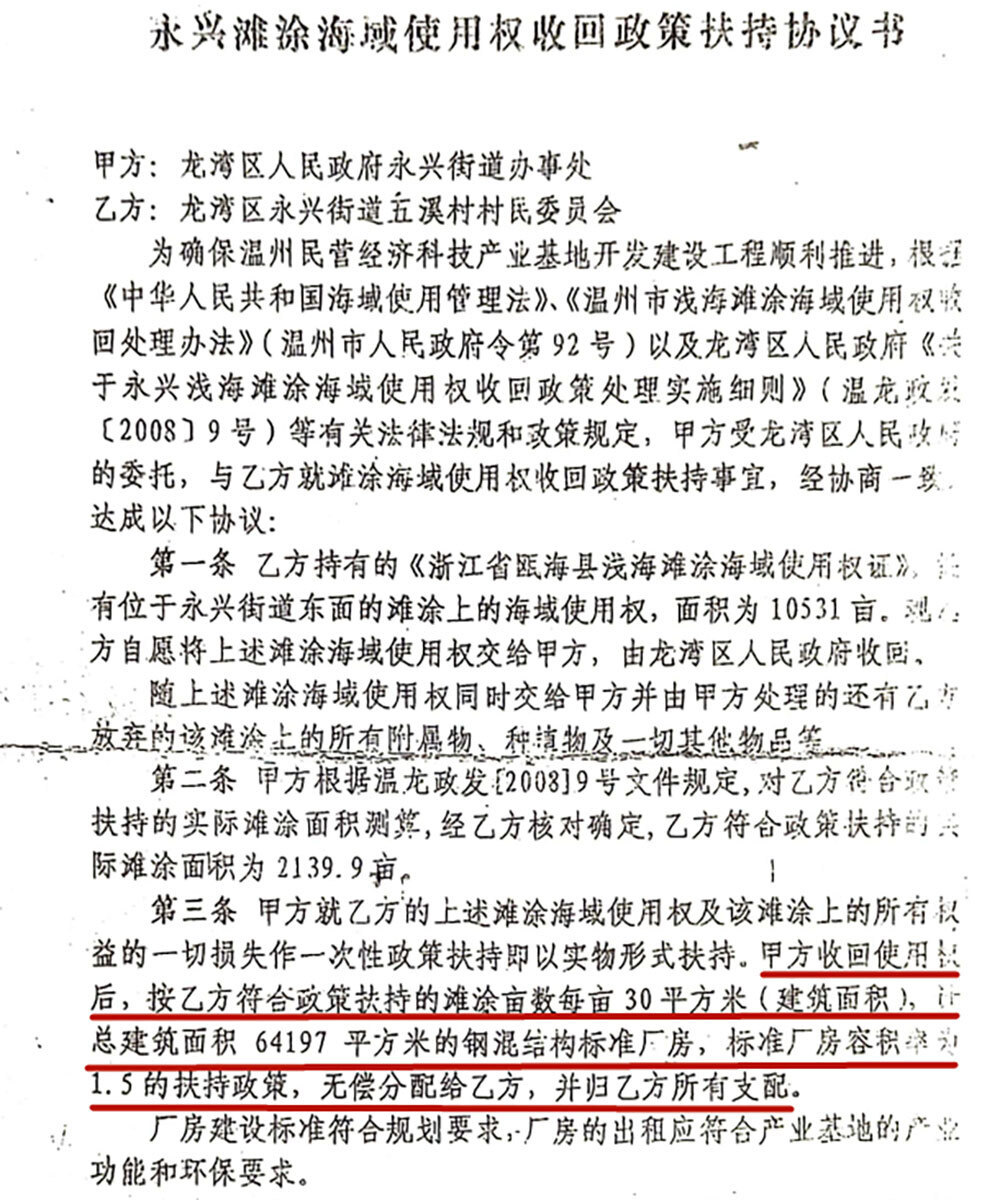 永兴滩涂海域使用权收回政策扶持协议书
甲方：龙湾区人民政府永兴街道办事处
乙方：龙湾区永兴街道五溪村村民委员会
为确保温州民营经济科技产业基地开发建设工程顺利推进，根据
《中华人民共和国海域使用管理法》、《温州市浅海滩涂海域使用权收
回处理办法》（温州市人民政府令第92号）以及龙湾区人民政府《关
于永兴浅海滩涂海域使用权收回政策处理实施细则》（温龙政发
〔2008〕9号）等有关法律法规和政策规定，甲方受龙湾区人民政府
的委托，与乙方就滩涂海域使用权收回政策扶持事宜，经协商一致，
达成以下协议：
第一条 乙方持有的《浙江省瓯海县浅海滩涂海域使用权证》，
有位于永兴街道东面的滩涂上的海域使用权，面积为10531亩。现乙
方自愿将上述滩涂海域使用权交给甲方，由龙湾区人民政府收回。
随上述滩涂海域使用权同时交给甲方并由甲方处理的还有乙方
放弃的该滩涂上的所有附属物、种植物及一切其他物品等
第二条 甲方根据温龙政发[2008]9号文件规定，对乙方符合政策
扶持的实际滩涂面积测算，经乙方核对确定，乙方符合政策扶持的实
际滩涂面积为2139.9亩。
第三条 甲方就乙方的上述滩涂海域使用权及该滩涂上的所有权
益的一切损失作一次性政策扶持即以实物形式扶持。甲方收回使用权
后，按乙方符合政策扶持的滩涂亩数每亩30平方米（建筑面积），计
总建筑面积 64197 平方米的钢混结构标准厂房，标准厂房容积率为
1.5的扶持政策，无偿分配给乙方，并归乙方所有支配。
厂房建设标准符合规划要求，厂房的出租应符合产业基地的产业
功能和环保要求。